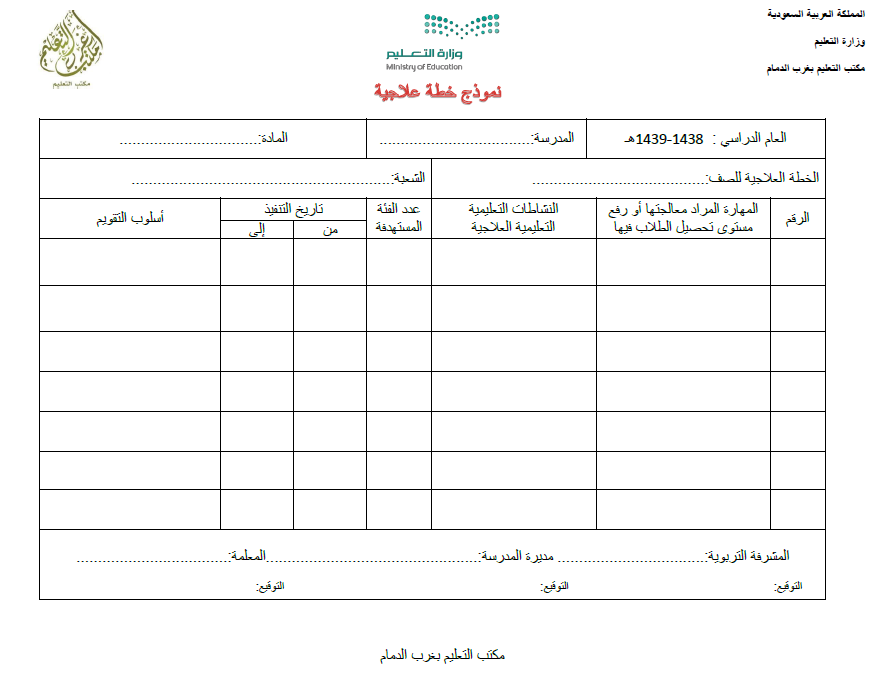 المملكة العربية السعودية
وزارة التعليم
مكتب التعليم بغرب الدمام
وزارة التعـليم
Ministry of Education
مكتب التعليم
نموذج خطة علاجية
العام الدراسي : 1438-1439هـ
المدرسة:...................................
المادة:................................
الخطة العلاجية للصف:........................................
الشعبة:............................................................
الرقم
المهارة المراد معالجتها أو رفع
مستوى تحصيل الطلاب فيها
النشاطات التعليمية
التعليمية العلاجية
عدد الفئة
المستهدفة
تاريخ التنفيذ
من
إلى
أسلوب التقويم
المشرفة التربوية:.................................. مديرة المدرسة:.................................................المعلمة:...................................
التوقيع: التوقيع: التوقيع:
مكتب التعليم بغرب الدمام